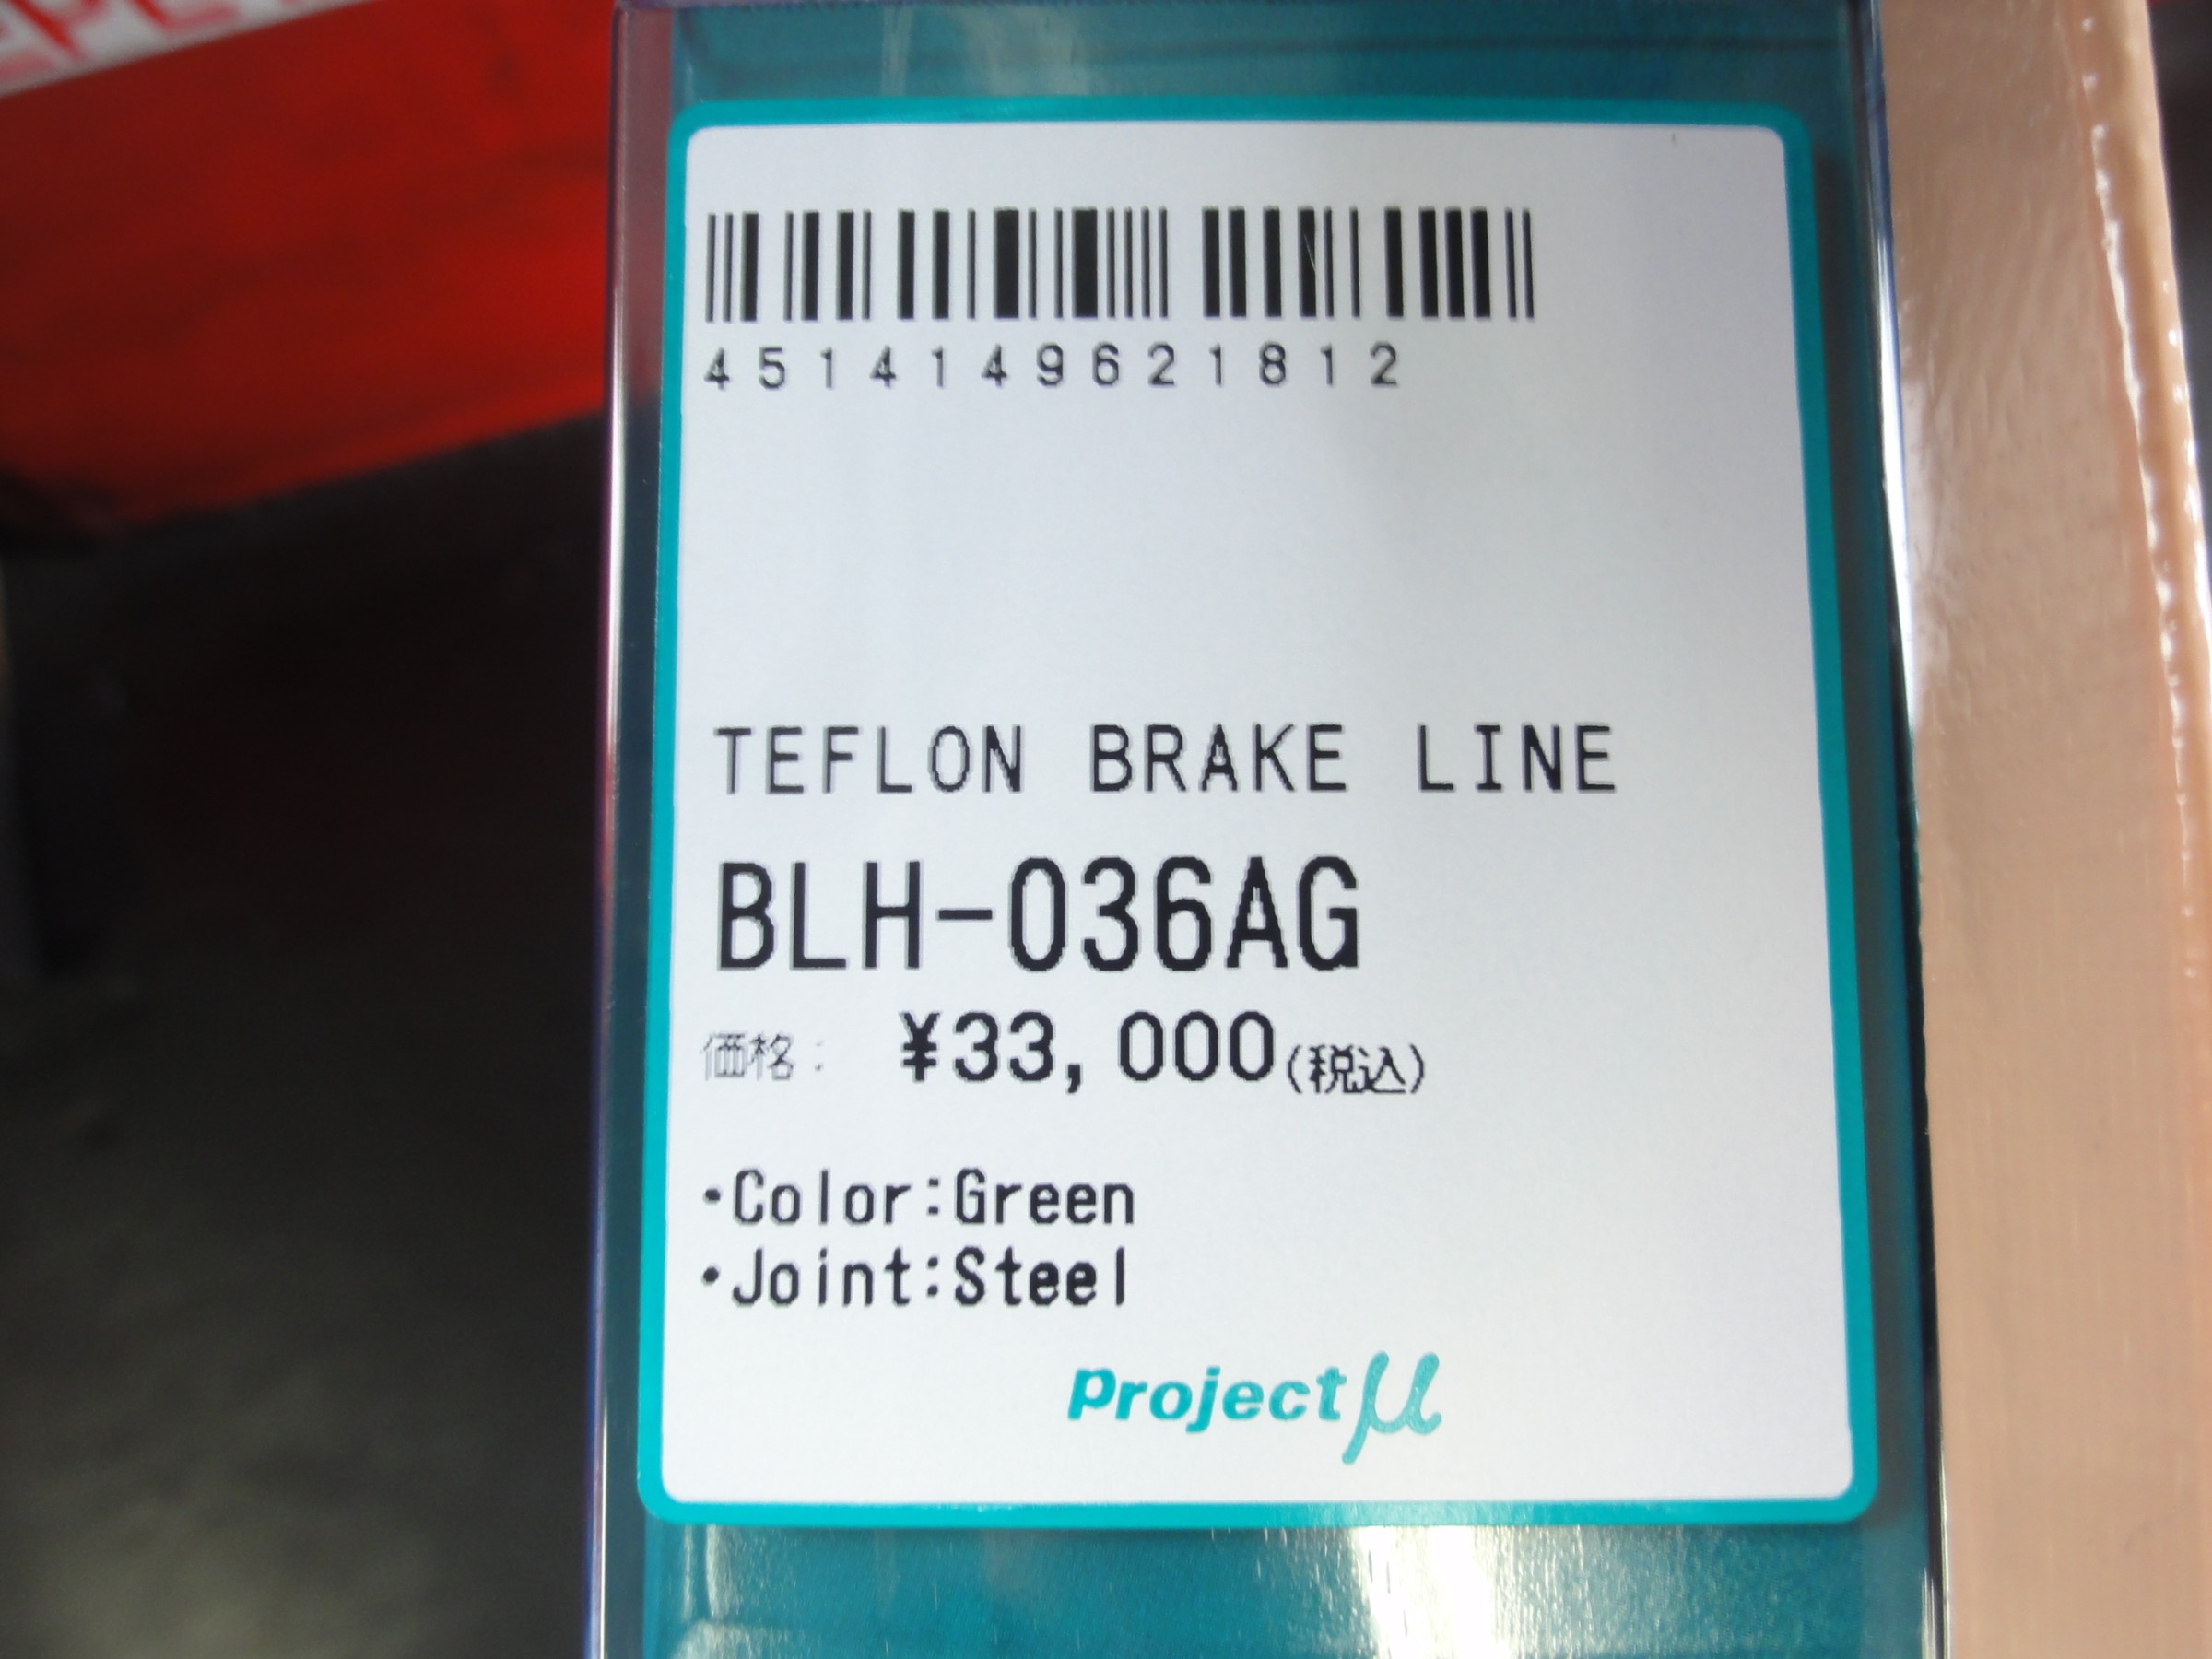 4514149621812
TEFLON BRAKE LINE
BLH-036AG
価格: ¥33,000(税込)
・Color:Green
・Joint:Steel
projectμ